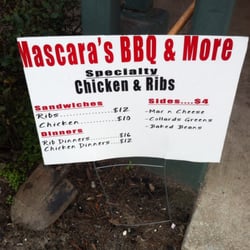 Mascara's BBQ & More
Specialty
Chicken & Ribs
Sandwiches
Ribs..............$12
Chicken...........$10
Dinners
Rib Dinners............$16
Chicken Dinners......$12
Sides....$4
-Mac n Cheese
-Collards Greens
-Baked Beans